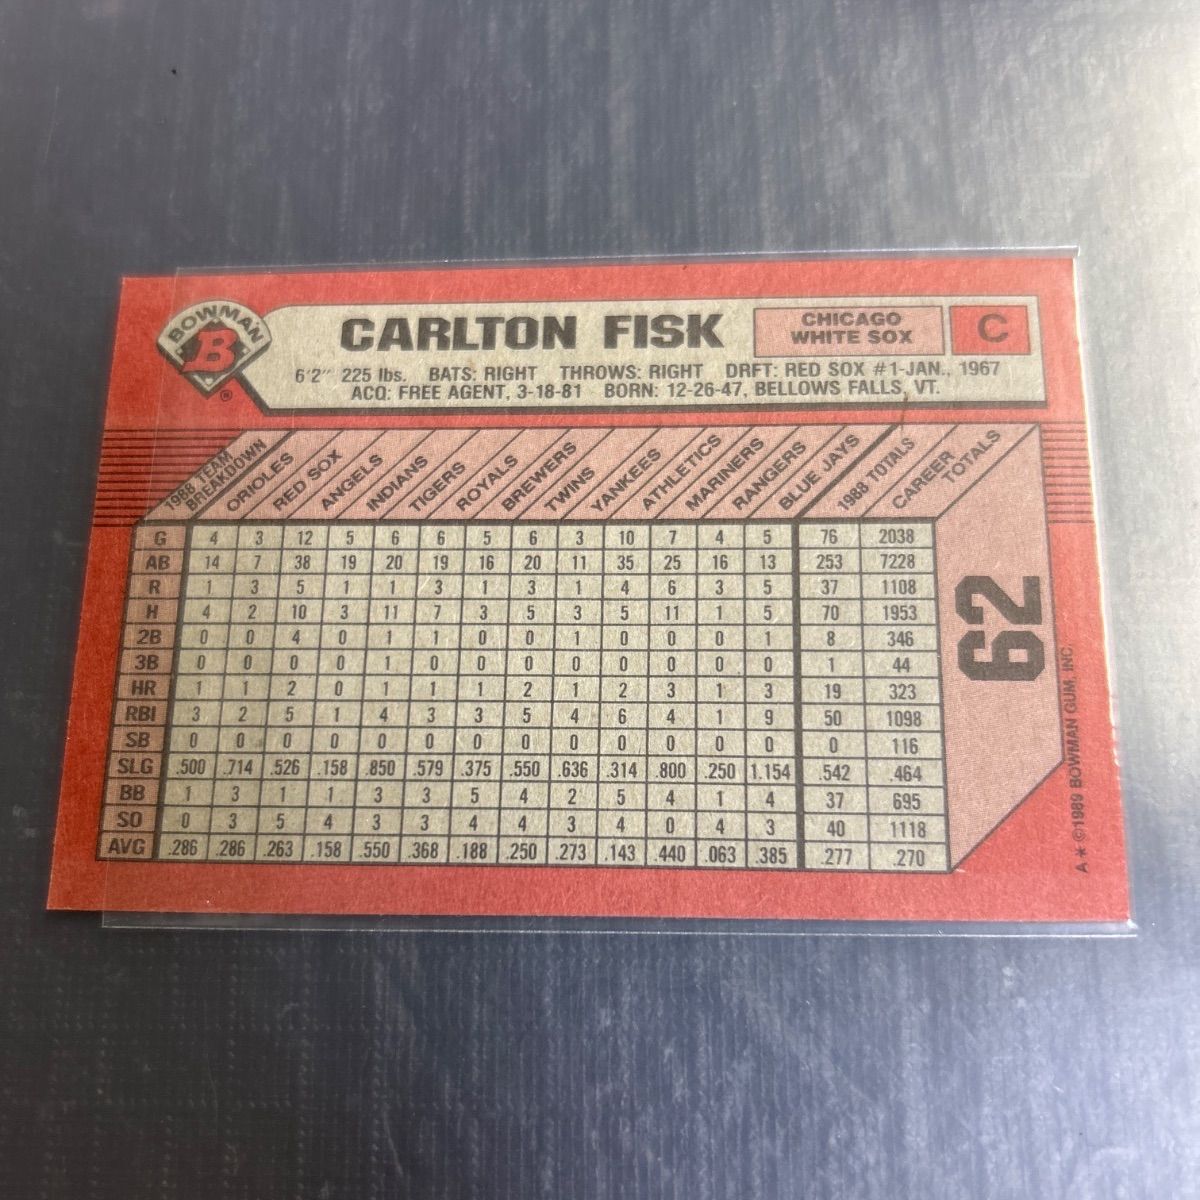 BOWMAN
B
®
CARLTON FISK
CHICAGO
WHITE SOX
C
6'2" 225 lbs. BATS: RIGHT THROWS: RIGHT DRFT: RED SOX #1-JAN., 1967
ACQ: FREE AGENT, 3-18-81 BORN: 12-26-47, BELLOWS FALLS, VT.
1988 TEAM BREAKDOWN ORIOLES RED SOX ANGELS INDIANS TIGERS ROYALS BREWERS TWINS YANKEES ATHLETICS MARINERS RANGERS BLUE JAYS 1988 TOTALS CAREER TOTALS
G 4 3 12 5 6 6 5 6 3 10 7 4 5 76 2038
AB 14 7 38 19 20 19 16 20 11 35 25 16 13 253 7228
R 1 3 5 1 1 3 1 3 1 4 6 3 5 37 1108
H 4 2 10 3 11 7 3 5 3 5 11 1 5 70 1953
2B 0 0 4 0 1 1 0 0 1 0 0 0 1 8 346
3B 0 0 0 0 1 0 0 0 0 0 0 0 0 1 44
HR 1 1 2 0 1 1 1 2 1 2 3 1 3 19 323
RBI 3 2 5 1 4 3 3 5 4 6 4 1 9 50 1098
SB 0 0 0 0 0 0 0 0 0 0 0 0 0 0 116
SLG .500 .714 .526 .158 .850 .579 .375 .550 .636 .314 .800 .250 1.154 .542 .464
BB 1 3 1 1 3 3 5 4 2 5 4 1 4 37 695
SO 0 3 5 4 3 3 4 4 3 4 0 4 3 40 1118
AVG .286 .286 .263 .158 .550 .368 .188 .250 .273 .143 .440 .063 .385 .277 .270
62
A * ©1989 BOWMAN GUM, INC.